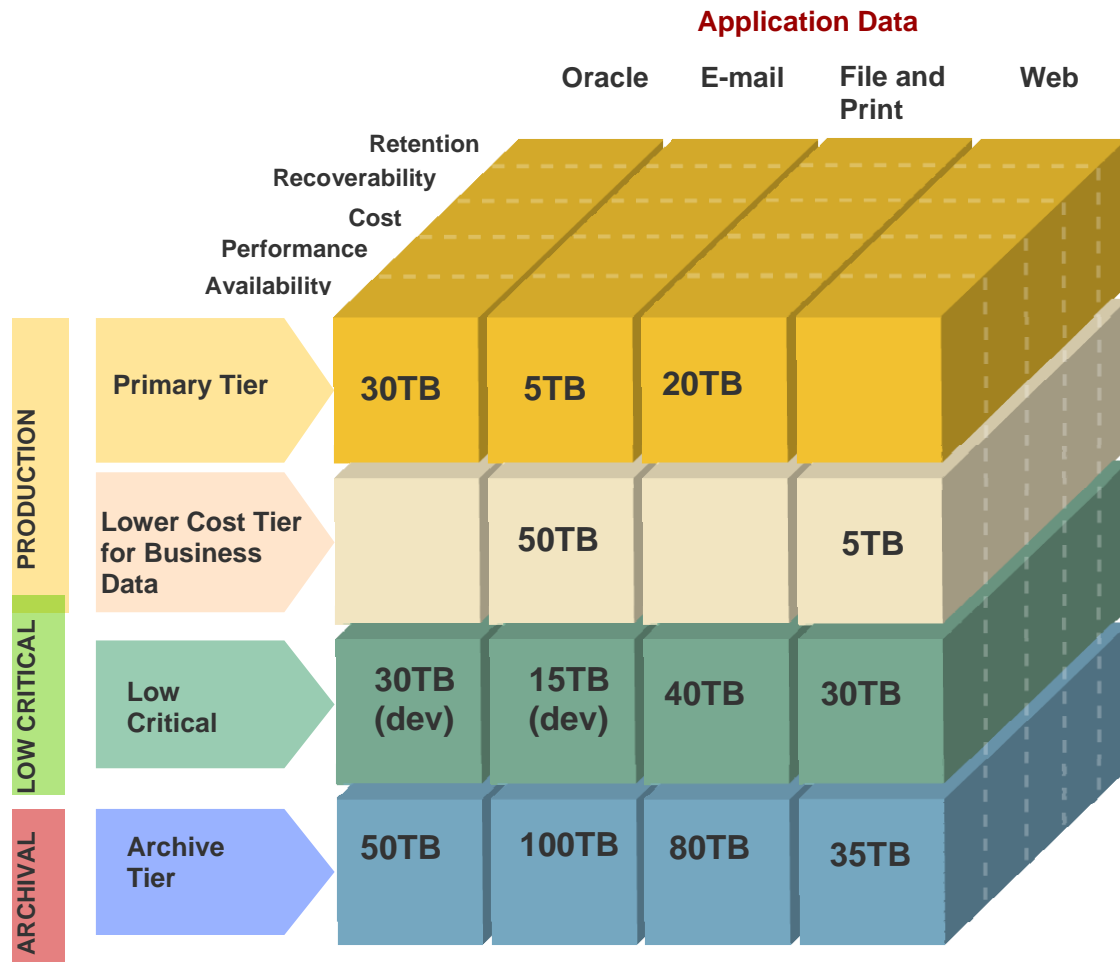 Application Data
Oracle
E-mail
File and
Print
Web
Retention
Recoverability
Cost
Performance
Availability
PRODUCTION
Primary Tier
30TB
5TB
20TB
Lower Cost Tier
for Business
Data
50TB
5TB
LOW CRITICAL
Low
Critical
30TB
(dev)
15TB
(dev)
40TB
30TB
ARCHIVAL
Archive
Tier
50TB
100TB
80TB
35TB